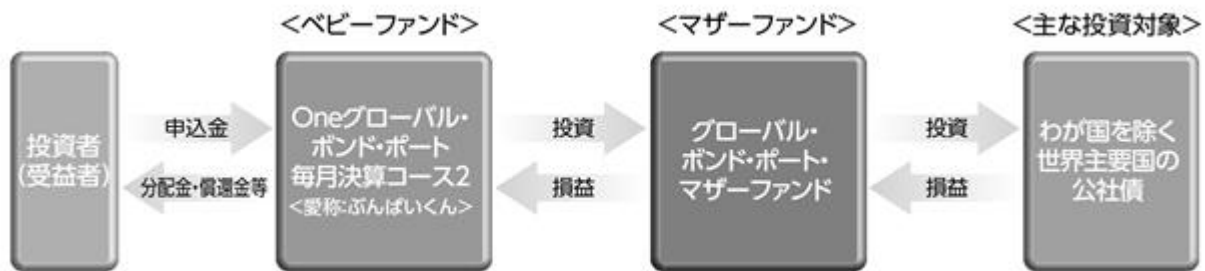 <ベビーファンド>
<マザーファンド>
<主な投資対象>
投資者
(受益者)
申込金
分配金・償還金等
Oneグローバル・
ボンド・ポート
毎月決算コース2
<愛称:ぶんぱいくん>
投資
損益
グローバル・
ボンド・ポート・
マザーファンド
投資
損益
わが国を除く
世界主要国の
公社債